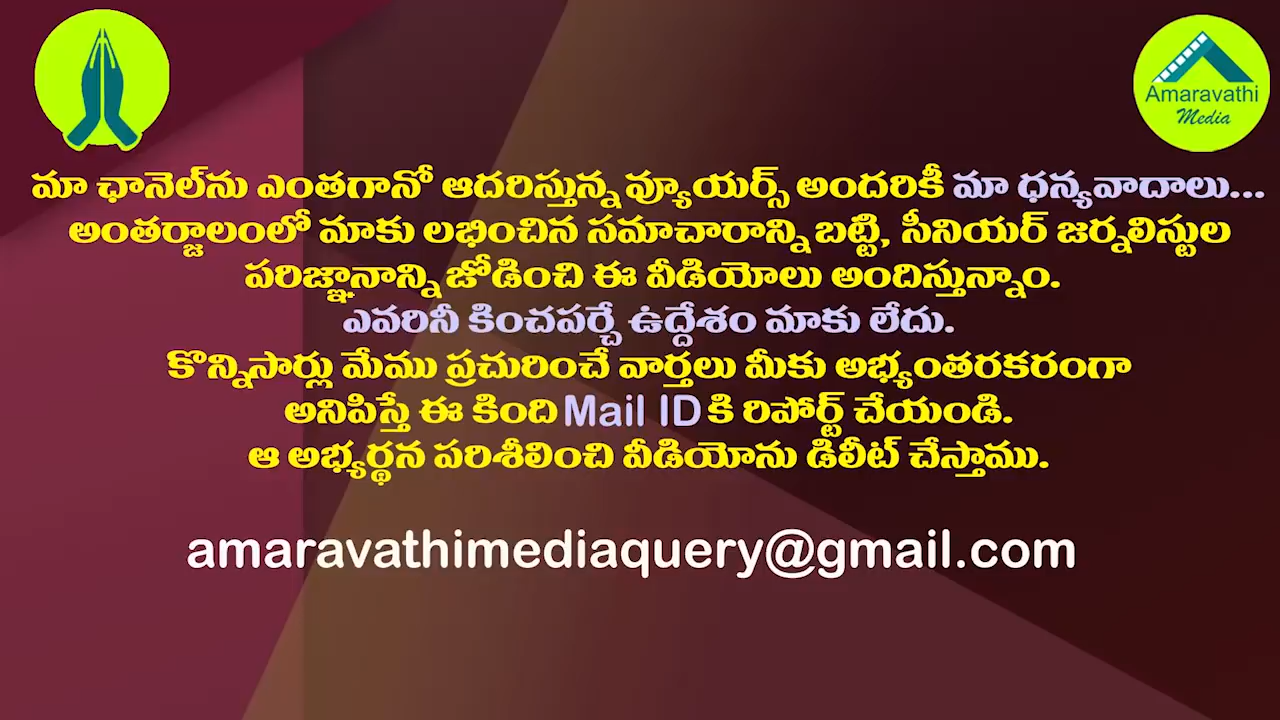 Amaravathi
Media
మా ఛానెల్‌ను ఎంతగానో ఆదరిస్తున్న వ్యూయర్స్ అందరికీ మా ధన్యవాదాలు...
అంతర్జాలంలో మాకు లభించిన సమాచారాన్ని బట్టి, సీనియర్ జర్నలిస్టుల
పరిజ్ఞానాన్ని జోడించి ఈ వీడియోలు అందిస్తున్నాం.
ఎవరినీ కించపర్చే ఉద్దేశం మాకు లేదు.
కొన్నిసార్లు మేము ప్రచురించే వార్తలు మీకు అభ్యంతరకరంగా
అనిపిస్తే ఈ కింది Mail ID కి రిపోర్ట్ చేయండి.
ఆ అభ్యర్థన పరిశీలించి వీడియోను డిలీట్ చేస్తాము.
amaravathimediaquery@gmail.com